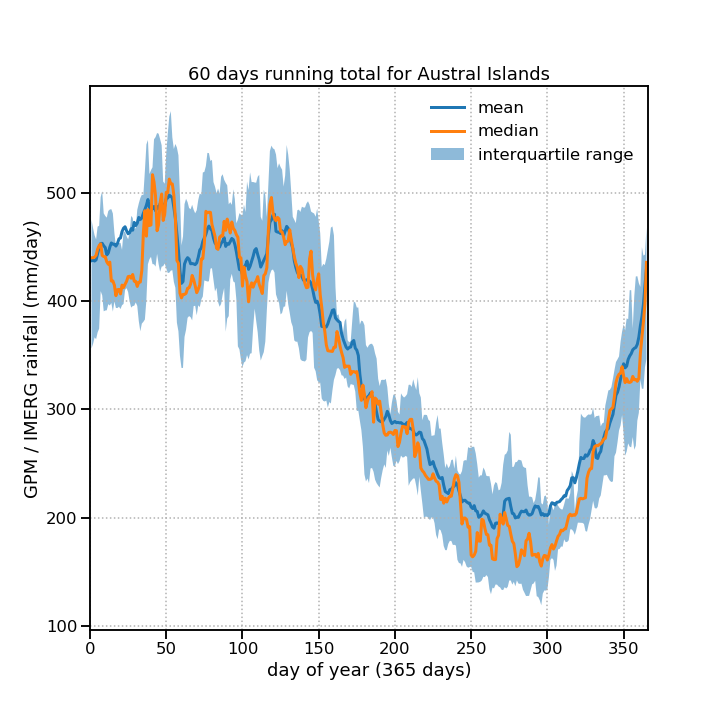 60 days running total for Austral Islands
mean
median
interquartile range
GPM / IMERG rainfall (mm/day)
500
400
300
200
100
0 50 100 150 200 250 300 350
day of year (365 days)